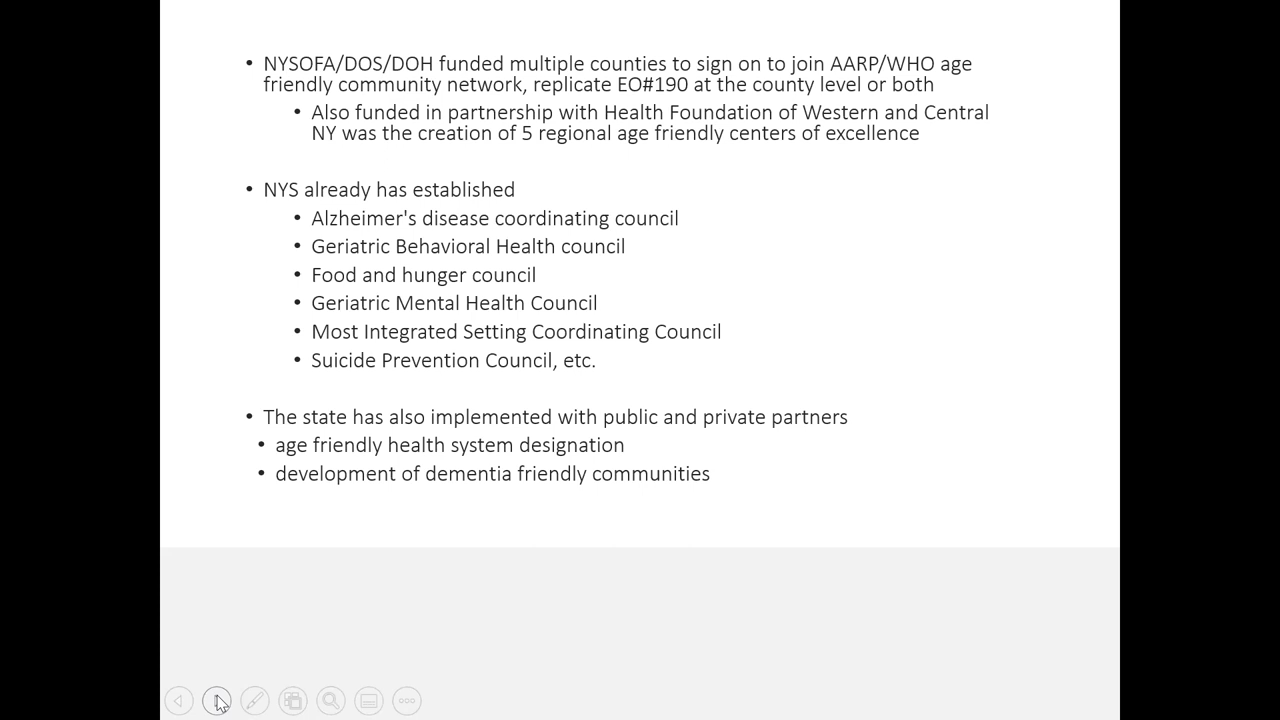 • NYSOFA/DOS/DOH funded multiple counties to sign on to join AARP/WHO age
friendly community network, replicate EO#190 at the county level or both
• Also funded in partnership with Health Foundation of Western and Central
NY was the creation of 5 regional age friendly centers of excellence
• NYS already has established
• Alzheimer's disease coordinating council
• Geriatric Behavioral Health council
• Food and hunger council
• Geriatric Mental Health Council
• Most Integrated Setting Coordinating Council
• Suicide Prevention Council, etc.
• The state has also implemented with public and private partners
• age friendly health system designation
• development of dementia friendly communities